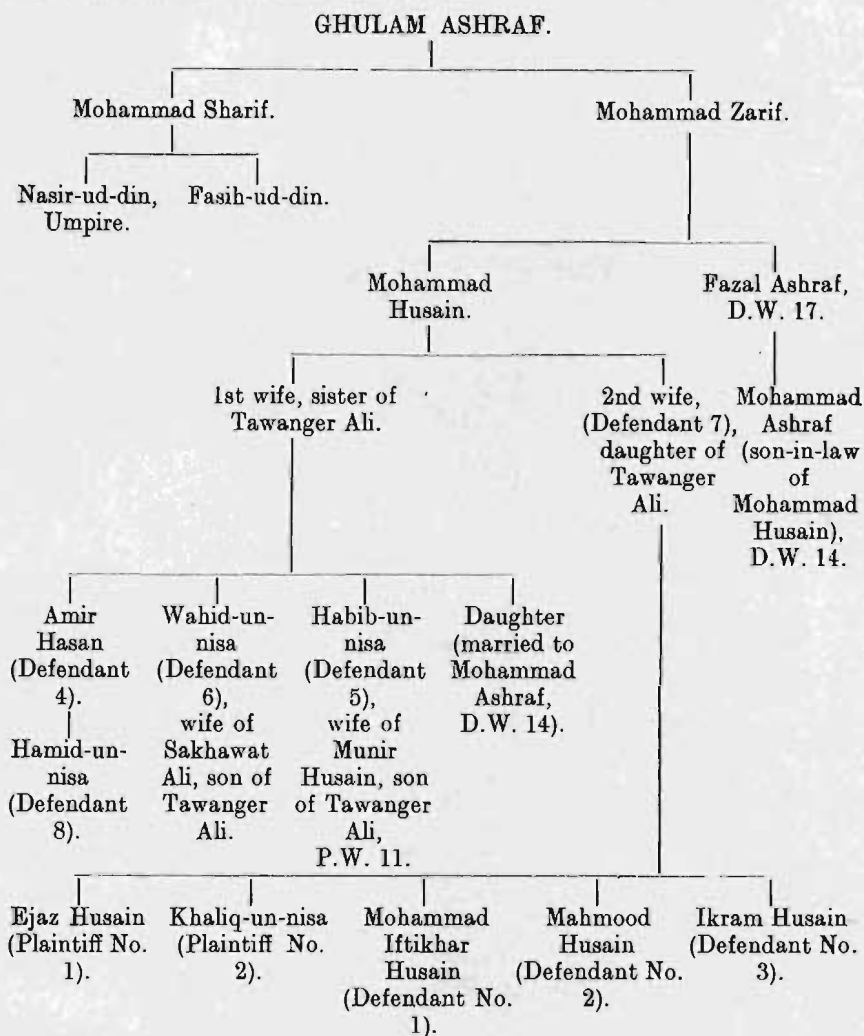 GHULAM ASHRAF.
Mohammad Sharif.
Mohammad Zarif.
Nasir-ud-din,
Umpire.
Fasih-ud-din.
Mohammad
Husain.
Fazal Ashraf,
D.W. 17.
1st wife, sister of
Tawanger Ali.
2nd wife,
(Defendant 7),
daughter of
Tawanger
Ali.
Mohammad
Ashraf
(son-in-law
of
Mohammad
Husain),
D.W. 14.
Amir
Hasan
(Defendant
4).
Hamid-un-
nisa
(Defendant
8).
Wahid-un-
nisa
(Defendant
6),
wife of
Sakhawat
Ali, son of
Tawanger
Ali.
Habib-un-
nisa
(Defendant
5),
wife of
Munir
Husain, son
of Tawanger
Ali,
P.W. 11.
Daughter
(married to
Mohammad
Ashraf,
D.W. 14).
Ejaz Husain
(Plaintiff No.
1).
Khaliq-un-nisa
(Plaintiff No.
2).
Mohammad
Iftikhar
Husain
(Defendant No.
1).
Mahmood
Husain
(Defendant No.
2).
Ikram Husain
(Defendant No.
3).